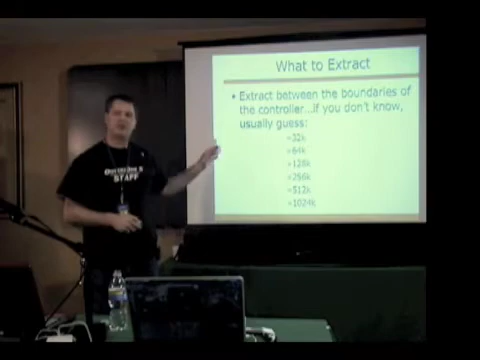 What to Extract
• Extract between the boundaries of
the controller…if you don't know,
usually guess:
=32k
=64k
=128k
=256k
=512k
=1024k
STAFF